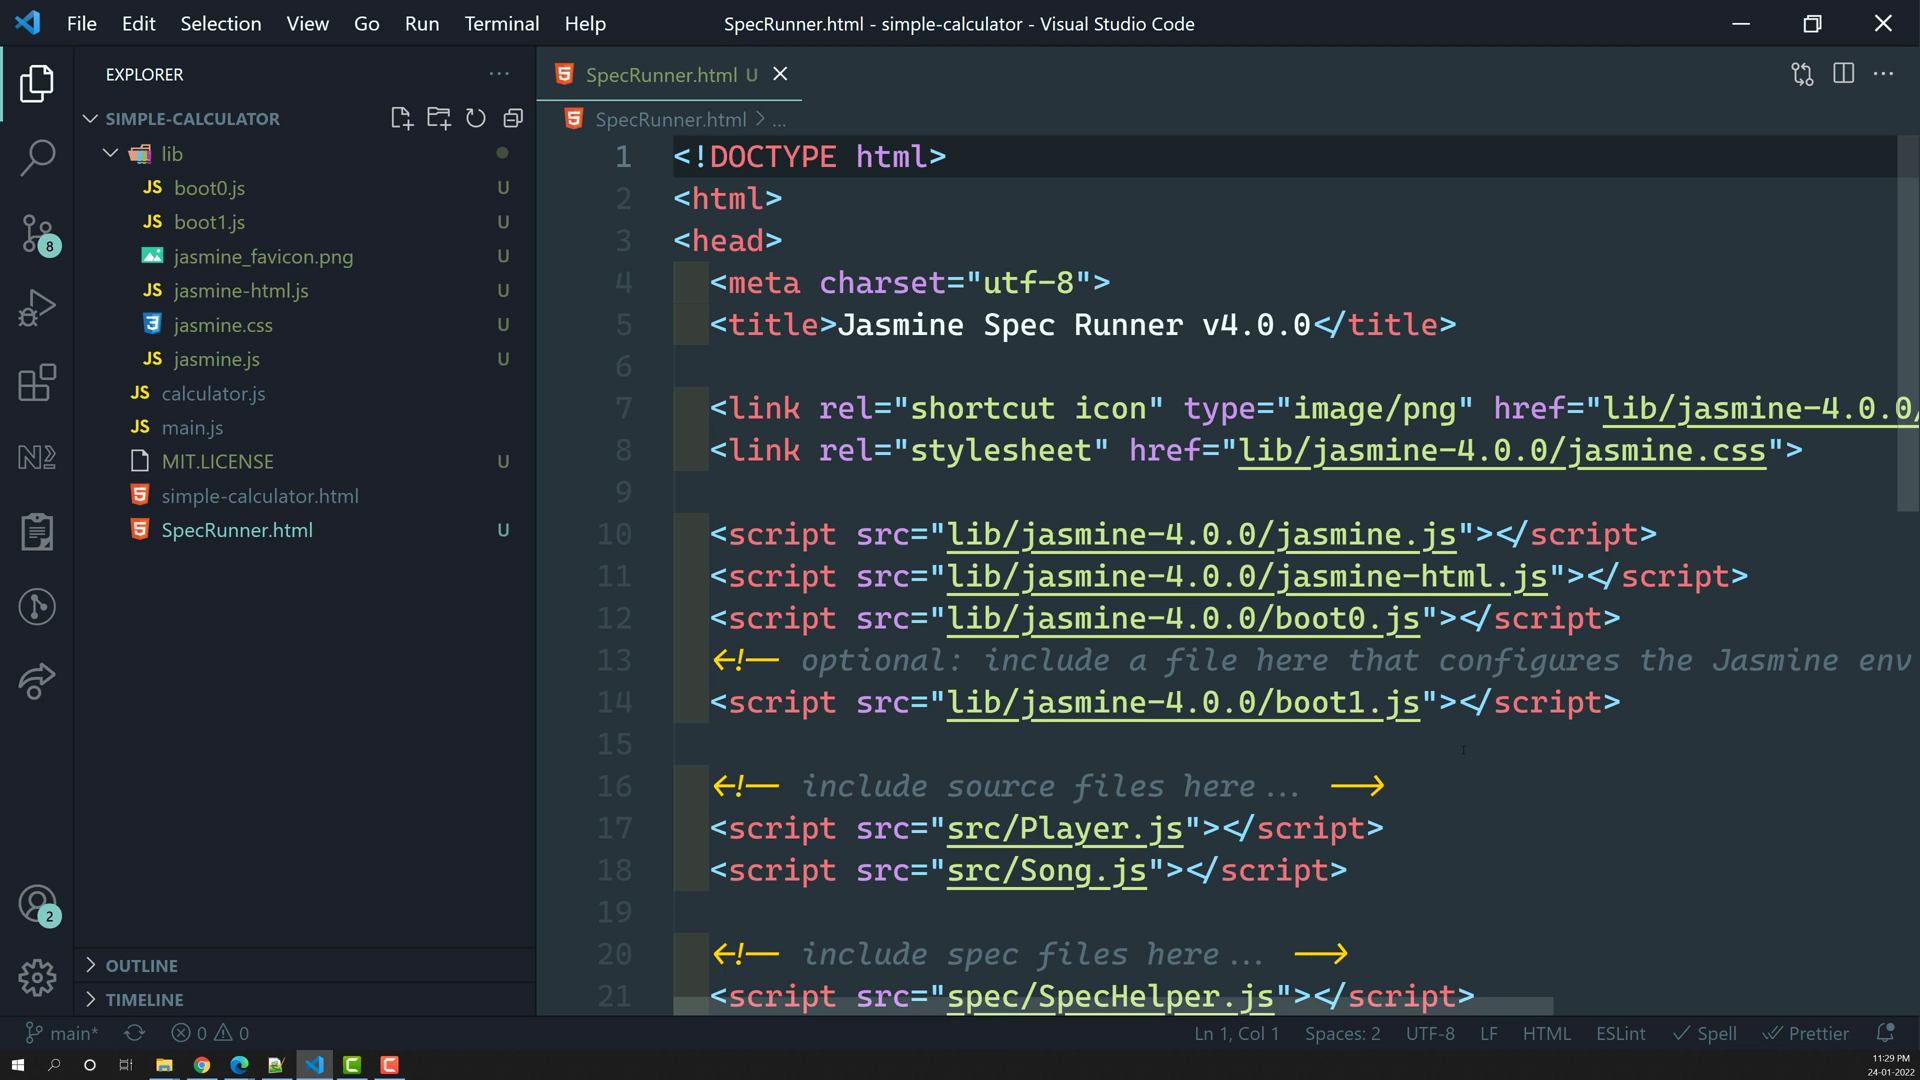 File Edit Selection View Go Run Terminal Help
SpecRunner.html - simple-calculator - Visual Studio Code
EXPLORER
SIMPLE-CALCULATOR
lib
JS boot0.js U
JS boot1.js U
jasmine_favicon.png U
JS jasmine-html.js U
jasmine.css U
JS jasmine.js U
JS calculator.js
JS main.js
MIT.LICENSE U
simple-calculator.html
SpecRunner.html U
OUTLINE
TIMELINE
8
2
SpecRunner.html U
SpecRunner.html > ...
1 <!DOCTYPE html>
2 <html>
3 <head>
4 <meta charset="utf-8">
5 <title>Jasmine Spec Runner v4.0.0</title>
6
7 <link rel="shortcut icon" type="image/png" href="lib/jasmine-4.0.0/
8 <link rel="stylesheet" href="lib/jasmine-4.0.0/jasmine.css">
9
10 <script src="lib/jasmine-4.0.0/jasmine.js"></script>
11 <script src="lib/jasmine-4.0.0/jasmine-html.js"></script>
12 <script src="lib/jasmine-4.0.0/boot0.js"></script>
13 <!-- optional: include a file here that configures the Jasmine env
14 <script src="lib/jasmine-4.0.0/boot1.js"></script>
15
16 <!-- include source files here... -->
17 <script src="src/Player.js"></script>
18 <script src="src/Song.js"></script>
19
20 <!-- include spec files here... -->
21 <script src="spec/SpecHelper.js"></script>
main* 0 0 Ln 1, Col 1 Spaces: 2 UTF-8 LF HTML ESLint Spell Prettier
11:29 PM
24-01-2022